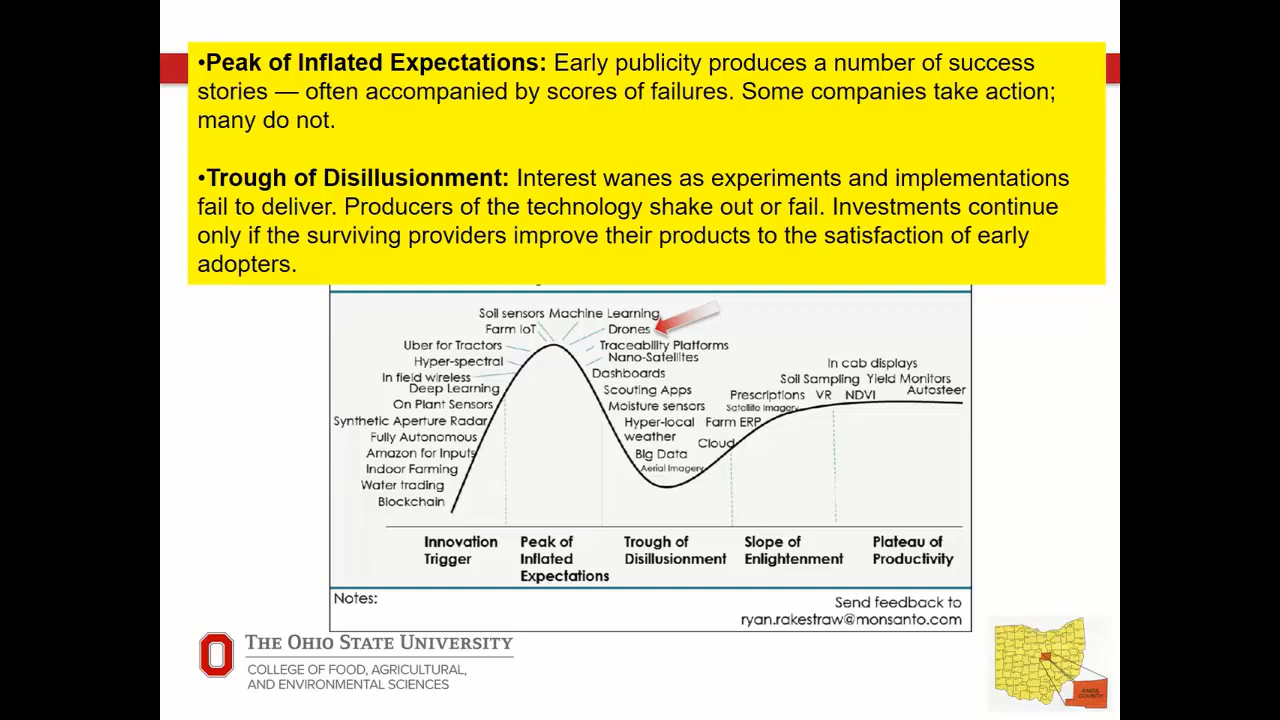 •Peak of Inflated Expectations: Early publicity produces a number of success
stories — often accompanied by scores of failures. Some companies take action;
many do not.
•Trough of Disillusionment: Interest wanes as experiments and implementations
fail to deliver. Producers of the technology shake out or fail. Investments continue
only if the surviving providers improve their products to the satisfaction of early
adopters.
Soil sensors Machine Learning
Farm IoT Drones
Uber for Tractors Traceability Platforms
Hyper-spectral Nano-Satellites
In field wireless Dashboards
Deep Learning Scouting Apps
On Plant Sensors Moisture sensors
Synthetic Aperture Radar Hyper-local
weather
Fully Autonomous
Amazon for Inputs Big Data
Indoor Farming Aerial Imagery
Water trading
Blockchain
Cloud
Farm ERP
Satellite Imagery
Prescriptions VR NDVI
Soil Sampling Yield Monitors
In cab displays
Autosteer
Innovation
Trigger
Peak of
Inflated
Expectations
Trough of
Disillusionment
Slope of
Enlightenment
Plateau of
Productivity
Notes:
Send feedback to
ryan.rakestraw@monsanto.com
THE OHIO STATE UNIVERSITY
COLLEGE OF FOOD, AGRICULTURAL,
AND ENVIRONMENTAL SCIENCES
KNOX
COUNTY